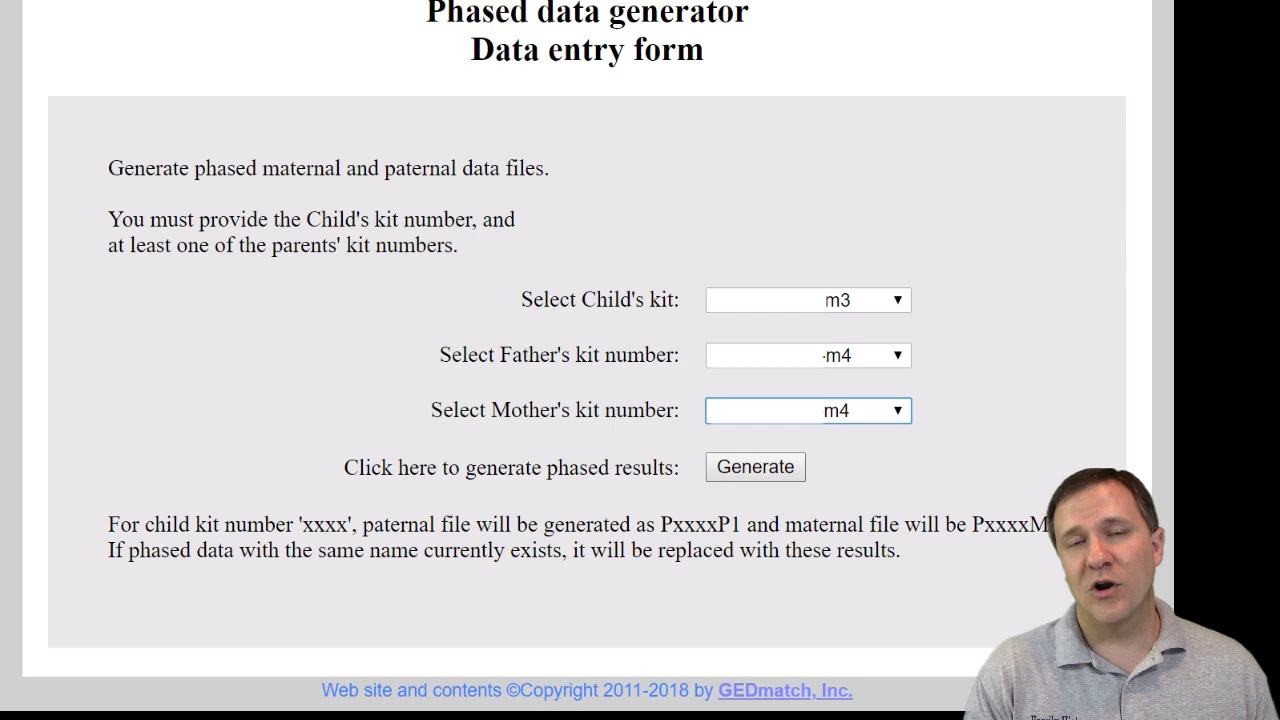 Phased data generator
Data entry form
Generate phased maternal and paternal data files.
You must provide the Child's kit number, and
at least one of the parents' kit numbers.
Select Child's kit: m3 ▼
Select Father's kit number: -m4 ▼
Select Mother's kit number: m4 ▼
Click here to generate phased results: Generate
For child kit number 'xxxx', paternal file will be generated as PxxxxP1 and maternal file will be PxxxxM
If phased data with the same name currently exists, it will be replaced with these results.
Web site and contents ©Copyright 2011-2018 by GEDmatch, Inc.